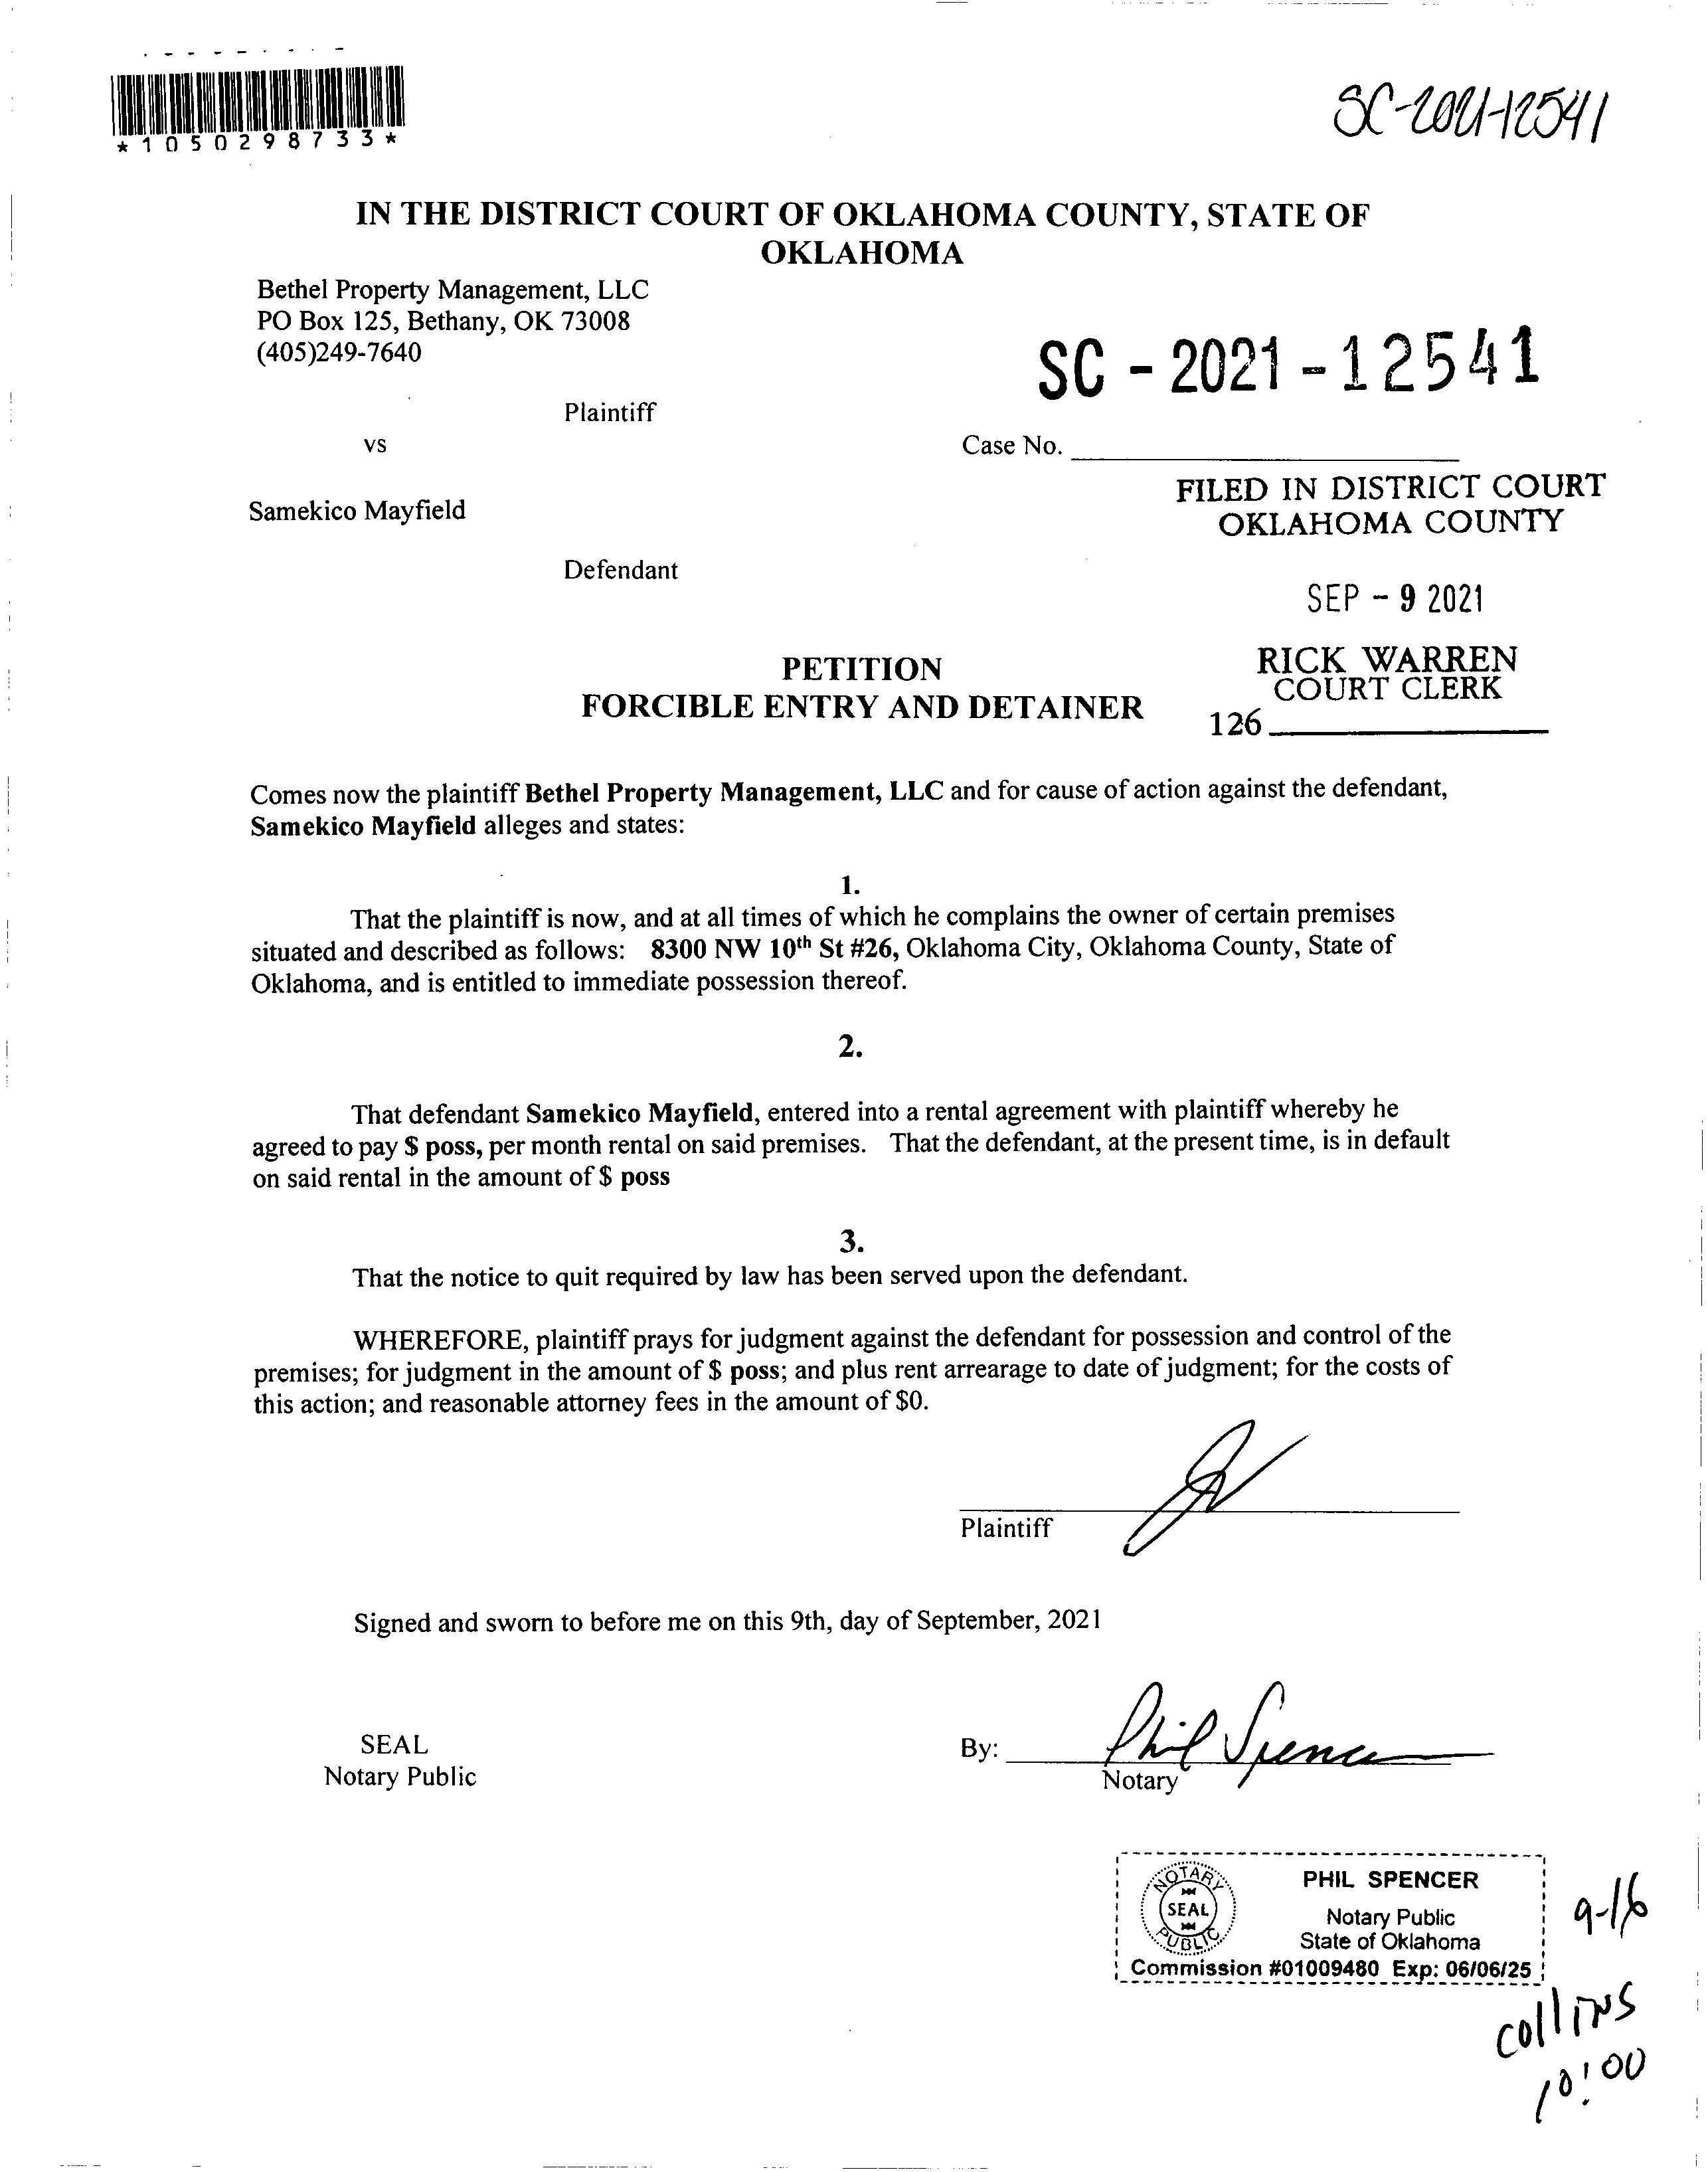 *1050298733*
SC-2021-12541
IN THE DISTRICT COURT OF OKLAHOMA COUNTY, STATE OF
OKLAHOMA
Bethel Property Management, LLC
PO Box 125, Bethany, OK 73008
(405)249-7640
SC - 2021 - 12541
Plaintiff
vs
Case No.
FILED IN DISTRICT COURT
OKLAHOMA COUNTY
Samekico Mayfield
Defendant
SEP - 9 2021
PETITION
FORCIBLE ENTRY AND DETAINER
RICK WARREN
COURT CLERK
126
Comes now the plaintiff Bethel Property Management, LLC and for cause of action against the defendant,
Samekico Mayfield alleges and states:
1.
That the plaintiff is now, and at all times of which he complains the owner of certain premises
situated and described as follows: 8300 NW 10th St #26, Oklahoma City, Oklahoma County, State of
Oklahoma, and is entitled to immediate possession thereof.
2.
That defendant Samekico Mayfield, entered into a rental agreement with plaintiff whereby he
agreed to pay $ poss, per month rental on said premises. That the defendant, at the present time, is in default
on said rental in the amount of $ poss
3.
That the notice to quit required by law has been served upon the defendant.
WHEREFORE, plaintiff prays for judgment against the defendant for possession and control of the
premises; for judgment in the amount of $ poss; and plus rent arrearage to date of judgment; for the costs of
this action; and reasonable attorney fees in the amount of $0.
Plaintiff
Signed and sworn to before me on this 9th, day of September, 2021
SEAL
Notary Public
By: Phil Spencer
Notary
NOTARY SEAL PUBLIC
PHIL SPENCER
Notary Public
State of Oklahoma
Commission #01009480 Exp: 06/06/25
9-16
Collins
10:00